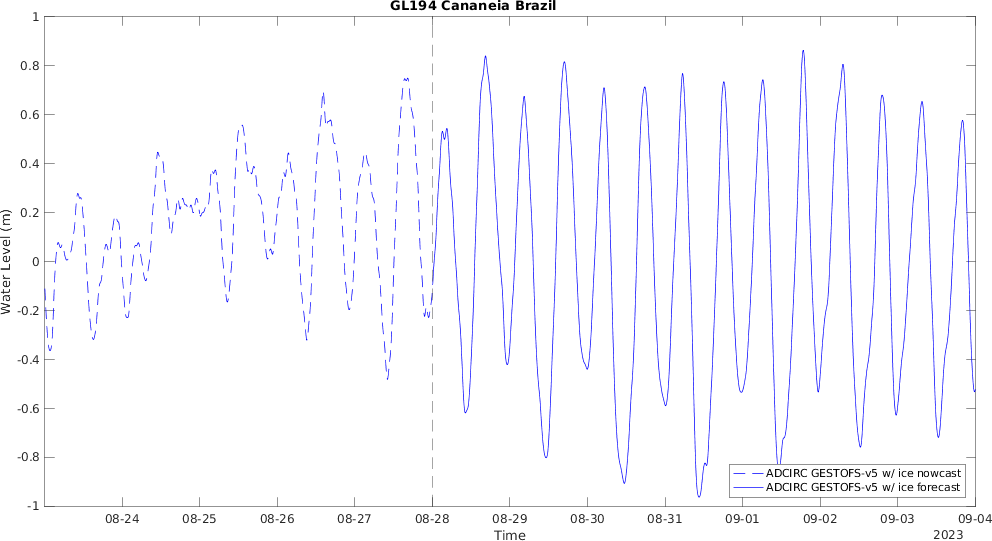 GL194 Cananeia Brazil
1
0.8
0.6
0.4
0.2
0
-0.2
-0.4
-0.6
-0.8
-1
Water Level (m)
ADCIRC GESTOFS-v5 w/ ice nowcast
ADCIRC GESTOFS-v5 w/ ice forecast
08-24 08-25 08-26 08-27 08-28 08-29 08-30 08-31 09-01 09-02 09-03 09-04
Time
2023